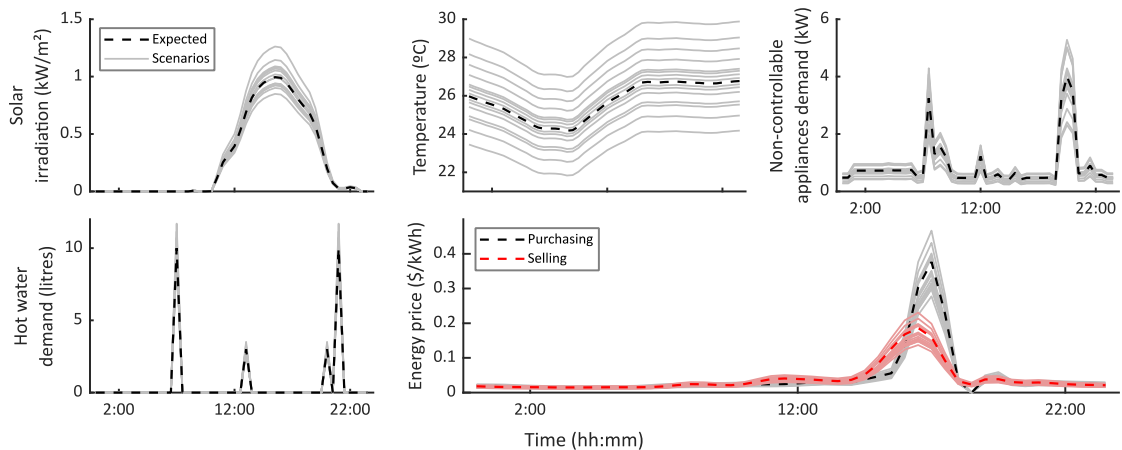 Solar
irradiation (kW/m²)
1.5
1
0.5
0
Expected
Scenarios
Temperature (ºC)
30
28
26
24
22
Non-controllable
appliances demand (kW)
6
4
2
0
2:00
12:00
22:00
Hot water
demand (litres)
10
5
0
2:00
12:00
22:00
Energy price ($/kWh)
0.4
0.3
0.2
0.1
0
Purchasing
Selling
2:00
12:00
22:00
Time (hh:mm)